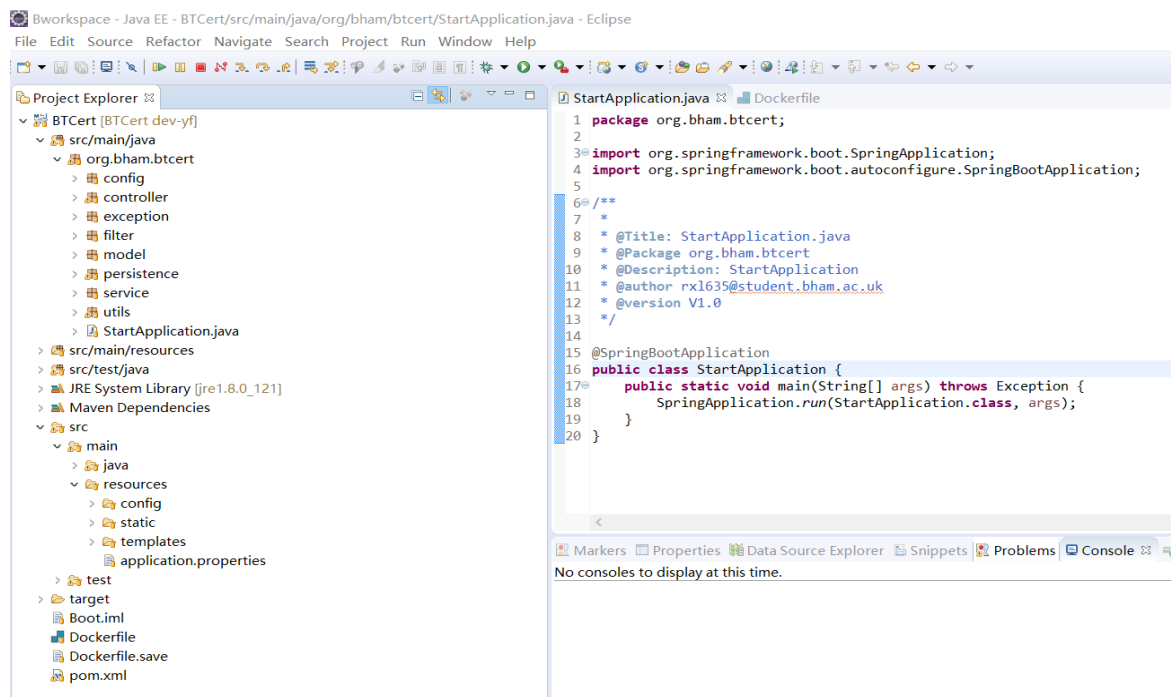 Bworkspace - Java EE - BTCert/src/main/java/org/bham/btcert/StartApplication.java - Eclipse
File Edit Source Refactor Navigate Search Project Run Window Help
Project Explorer
BTCert [BTCert dev-yf]
src/main/java
org.bham.btcert
config
controller
exception
filter
model
persistence
service
utils
StartApplication.java
src/main/resources
src/test/java
JRE System Library [jre1.8.0_121]
Maven Dependencies
src
main
java
resources
config
static
templates
application.properties
test
target
Boot.iml
Dockerfile
Dockerfile.save
pom.xml
StartApplication.java Dockerfile
1 package org.bham.btcert;
2
3 import org.springframework.boot.SpringApplication;
4 import org.springframework.boot.autoconfigure.SpringBootApplication;
5
6 /**
7 *
8 * @Title: StartApplication.java
9 * @Package org.bham.btcert
10 * @Description: StartApplication
11 * @author rxl635@student.bham.ac.uk
12 * @version V1.0
13 */
14
15 @SpringBootApplication
16 public class StartApplication {
17 public static void main(String[] args) throws Exception {
18 SpringApplication.run(StartApplication.class, args);
19 }
20 }
Markers Properties Data Source Explorer Snippets Problems Console
No consoles to display at this time.